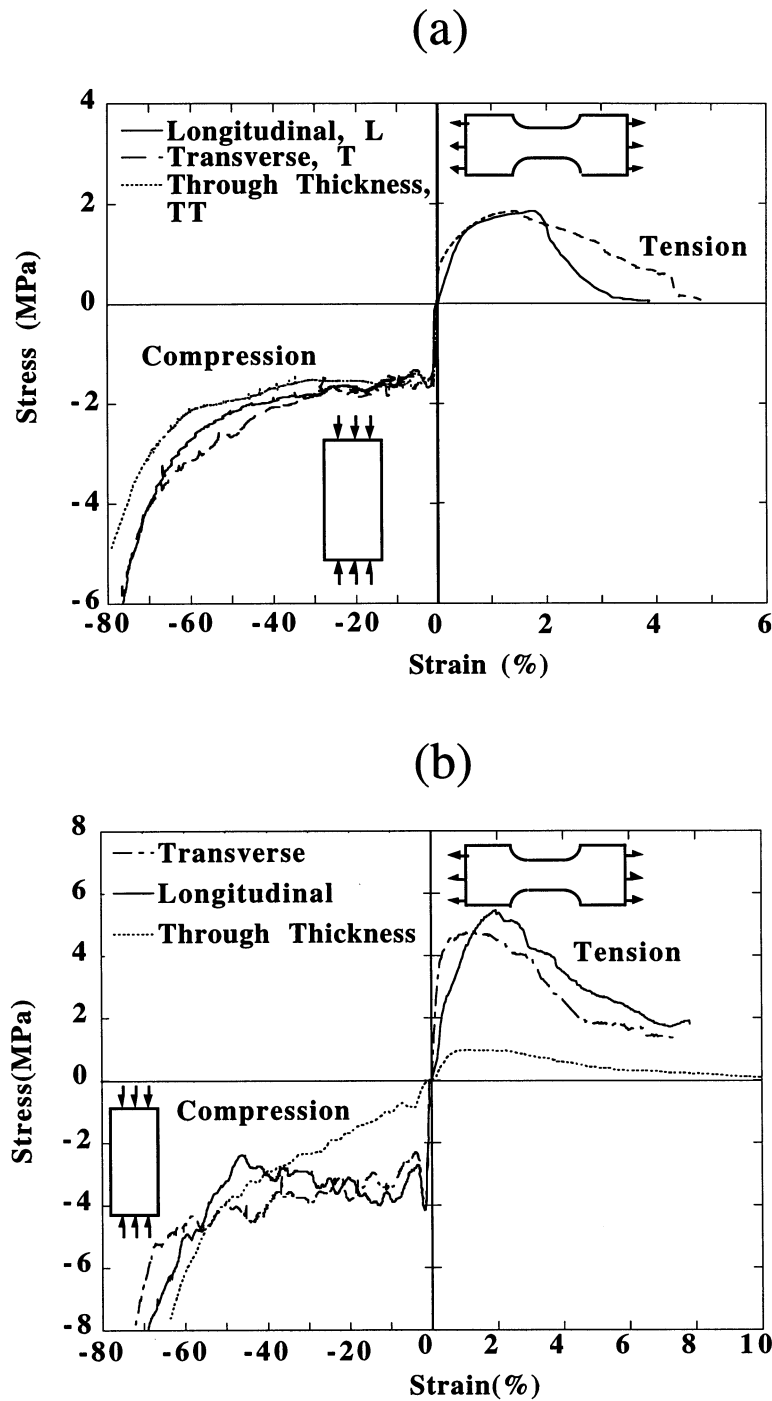 (a)
4
2
0
-2
-4
-6
Stress (MPa)
Longitudinal, L
Transverse, T
Through Thickness,
TT
Tension
Compression
-80 -60 -40 -20 0 2 4 6
Strain (%)
(b)
8
6
4
2
0
-2
-4
-6
-8
Stress(MPa)
Transverse
Longitudinal
Through Thickness
Tension
Compression
-80 -60 -40 -20 0 2 4 6 8 10
Strain(%)